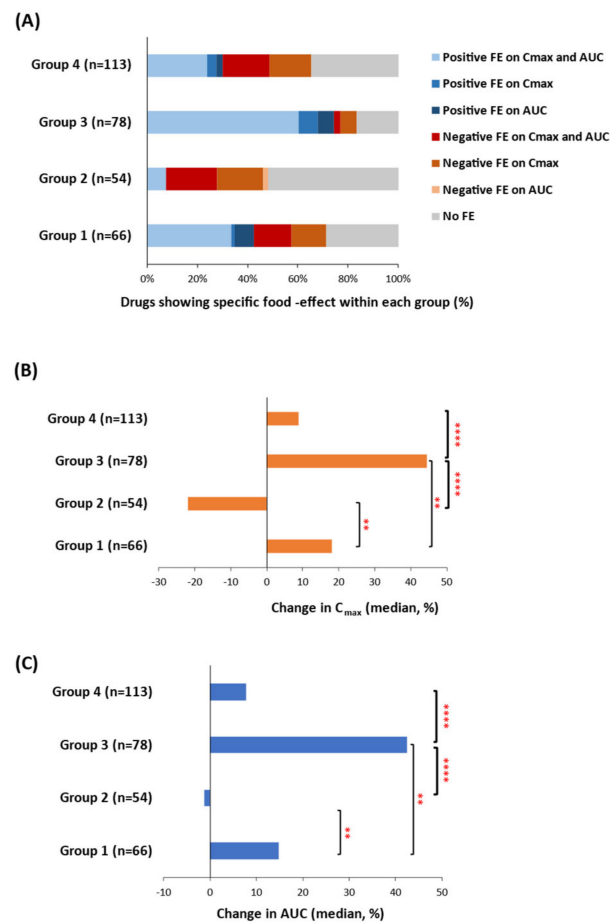 (A)
Group 4 (n=113)
Group 3 (n=78)
Group 2 (n=54)
Group 1 (n=66)
0% 20% 40% 60% 80% 100%
Drugs showing specific food -effect within each group (%)
Positive FE on Cmax and AUC
Positive FE on Cmax
Positive FE on AUC
Negative FE on Cmax and AUC
Negative FE on Cmax
Negative FE on AUC
No FE
(B)
Group 4 (n=113)
Group 3 (n=78)
Group 2 (n=54)
Group 1 (n=66)
****
****
**
**
-30 -20 -10 0 10 20 30 40 50
Change in Cmax (median, %)
(C)
Group 4 (n=113)
Group 3 (n=78)
Group 2 (n=54)
Group 1 (n=66)
****
****
**
**
-10 0 10 20 30 40 50
Change in AUC (median, %)